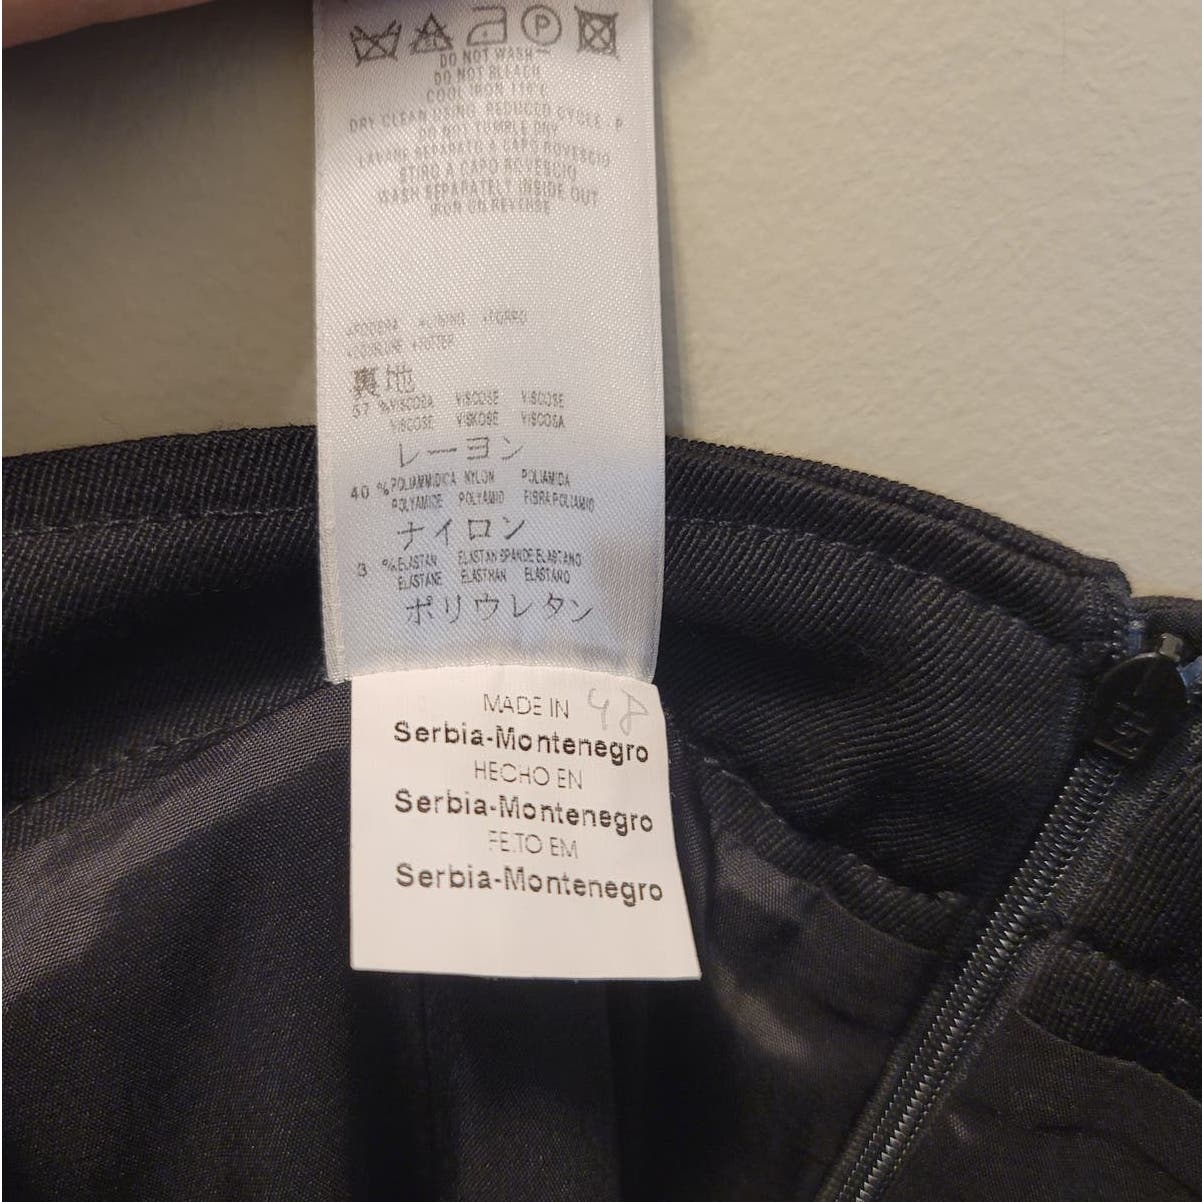 P
DO NOT WASH
DO NOT BLEACH
COOL IRON 110°C
DRY CLEAN USING REDUCED CYCLE - P
DO NOT TUMBLE DRY
LAVARE SEPARATO A CAPO ROVESCIO
STIRO A CAPO ROVESCIO
WASH SEPARATELY INSIDE OUT
IRON ON REVERSE
*FODERA *LINING *FORRO
*FUTTER
裏地
57 %VISCOSA VISCOSE VISCOSE
VISCOSE VISKOSE VISCOSA
レーヨン
40 %POLIAMMIDICA NYLON POLIAMIDA
POLYAMIDE POLYAMID FIBRA POLIAMID
ナイロン
3 %ELASTAN ELASTAN SPANDE ELASTANO
ELASTANE ELASTHAN ELASTANO
ポリウレタン
MADE IN 48
Serbia-Montenegro
HECHO EN
Serbia-Montenegro
FEITO EM
Serbia-Montenegro